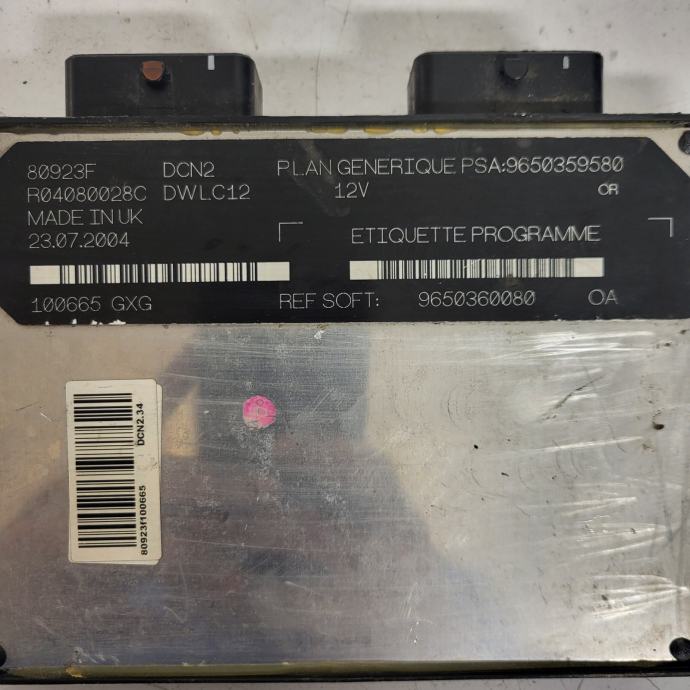 80923F DCN2 PLAN GENERIQUE PSA:9650359580
R04080028C DWLC12 12V OR
MADE IN UK
23.07.2004 ETIQUETTE PROGRAMME
100665 GXG REF SOFT: 9650360080 OA
DCN2.34
80923f100665